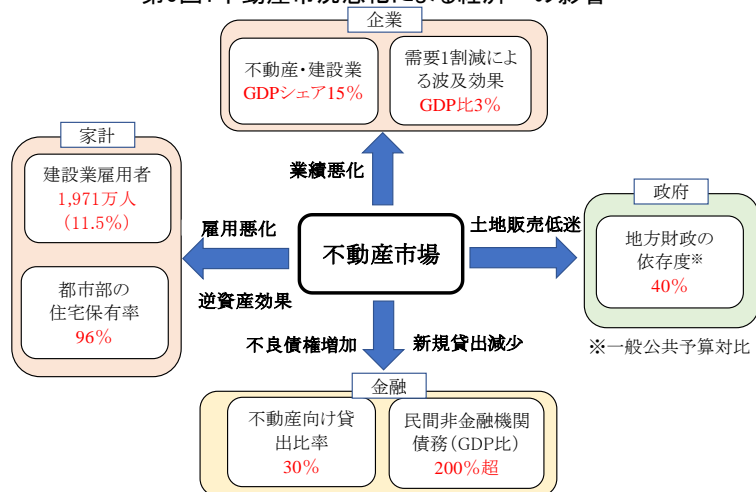 企業
不動産・建設業
GDPシェア15%
需要1割減によ
る波及効果
GDP比3%
家計
建設業雇用者
1,971万人
（11.5%）
都市部の
住宅保有率
96%
業績悪化
雇用悪化
逆資産効果
不動産市場
土地販売低迷
政府
地方財政の
依存度※
40%
※一般公共予算対比
不良債権増加
新規貸出減少
金融
不動産向け貸
出比率
30%
民間非金融機関
債務（GDP比）
200%超